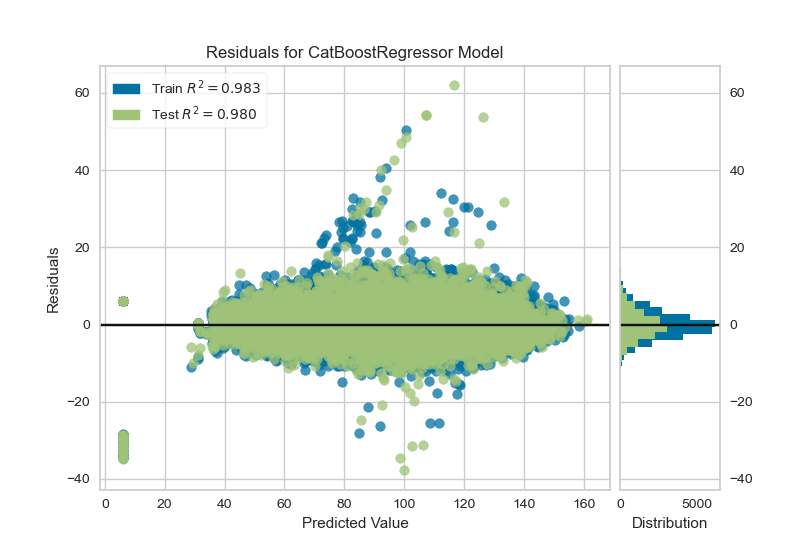 Residuals for CatBoostRegressor Model
Train R² = 0.983
Test R² = 0.980
Residuals
60
40
20
0
−20
−40
0 20 40 60 80 100 120 140 160
Predicted Value
60
40
20
0
−20
−40
0 5000
Distribution